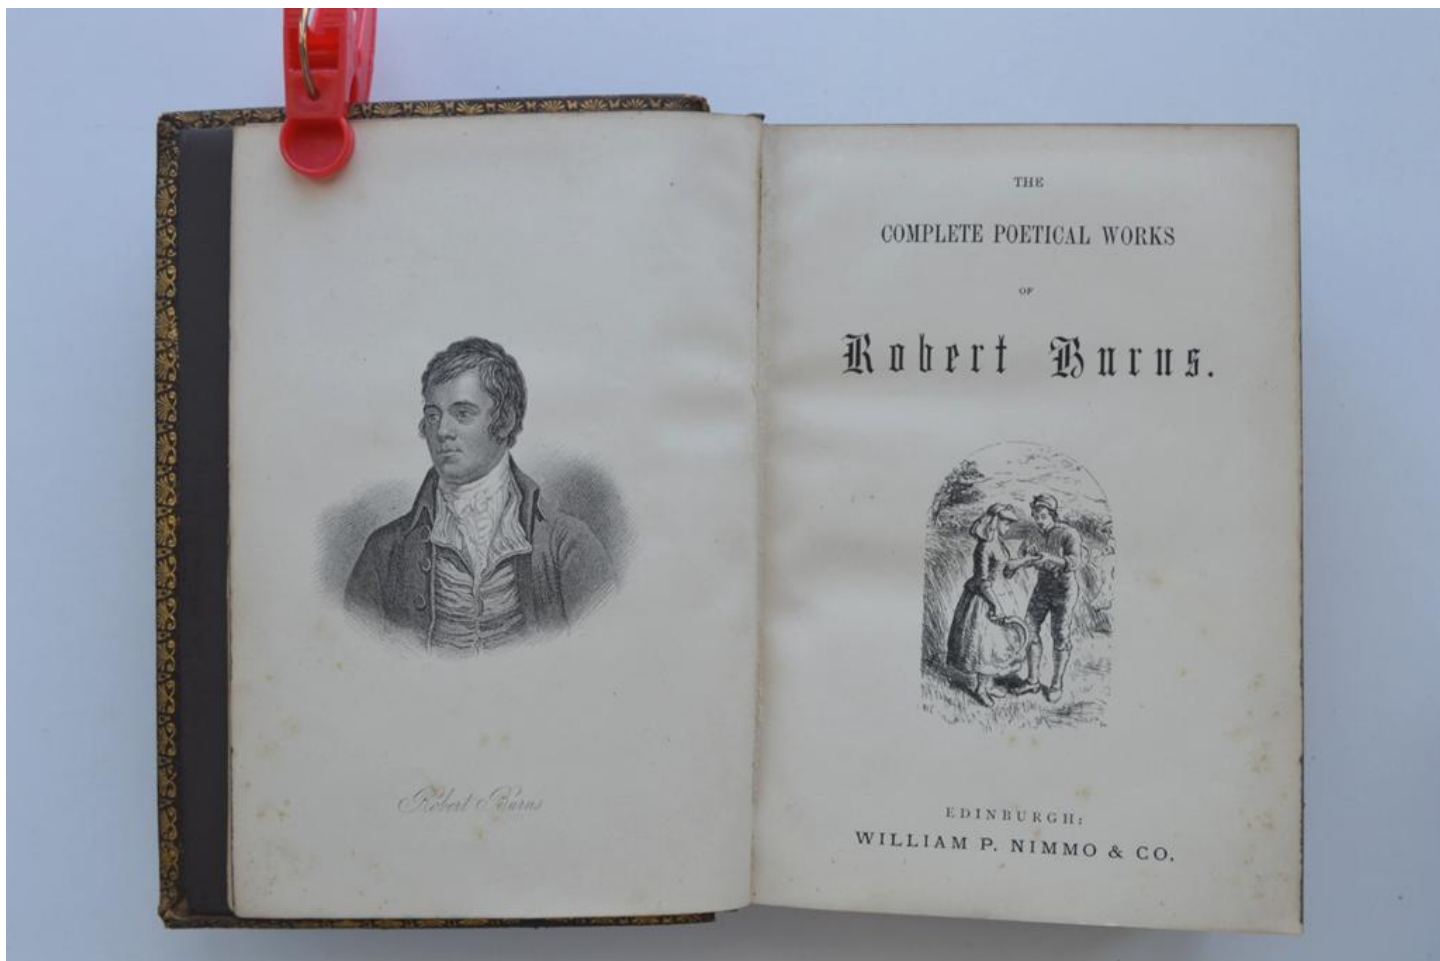 Robert Burns
THE
COMPLETE POETICAL WORKS
OF
Robert Burns.
EDINBURGH:
WILLIAM P. NIMMO & CO.